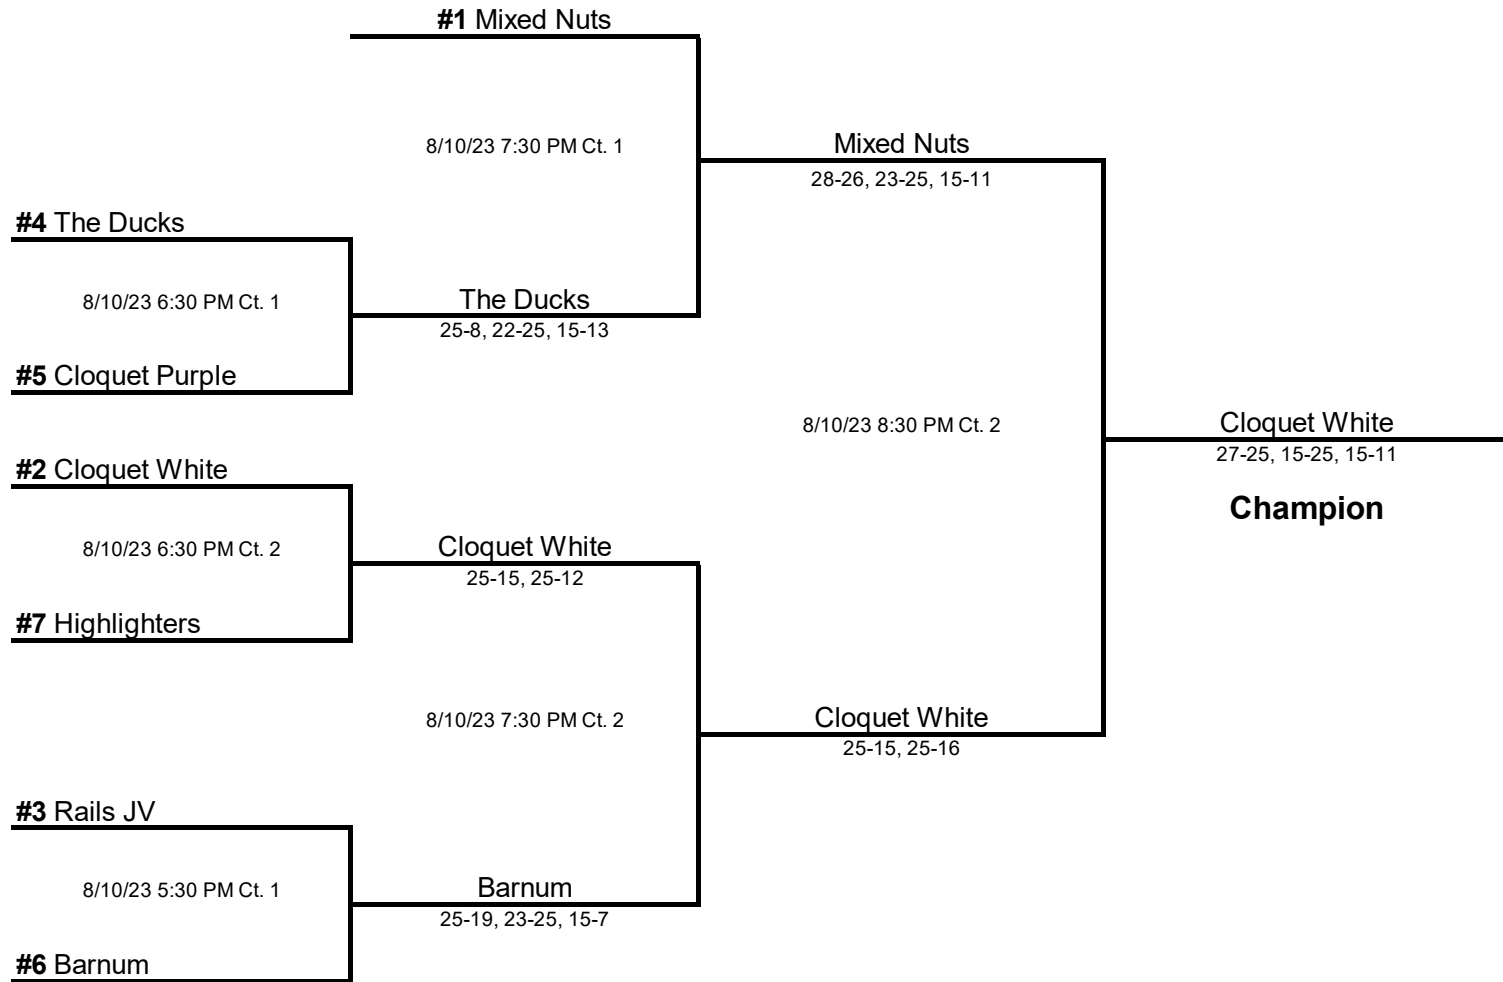 #1 Mixed Nuts
8/10/23 7:30 PM Ct. 1
Mixed Nuts
28-26, 23-25, 15-11
#4 The Ducks
8/10/23 6:30 PM Ct. 1
The Ducks
25-8, 22-25, 15-13
#5 Cloquet Purple
8/10/23 8:30 PM Ct. 2
Cloquet White
27-25, 15-25, 15-11
Champion
#2 Cloquet White
8/10/23 6:30 PM Ct. 2
Cloquet White
25-15, 25-12
#7 Highlighters
8/10/23 7:30 PM Ct. 2
Cloquet White
25-15, 25-16
#3 Rails JV
8/10/23 5:30 PM Ct. 1
Barnum
25-19, 23-25, 15-7
#6 Barnum